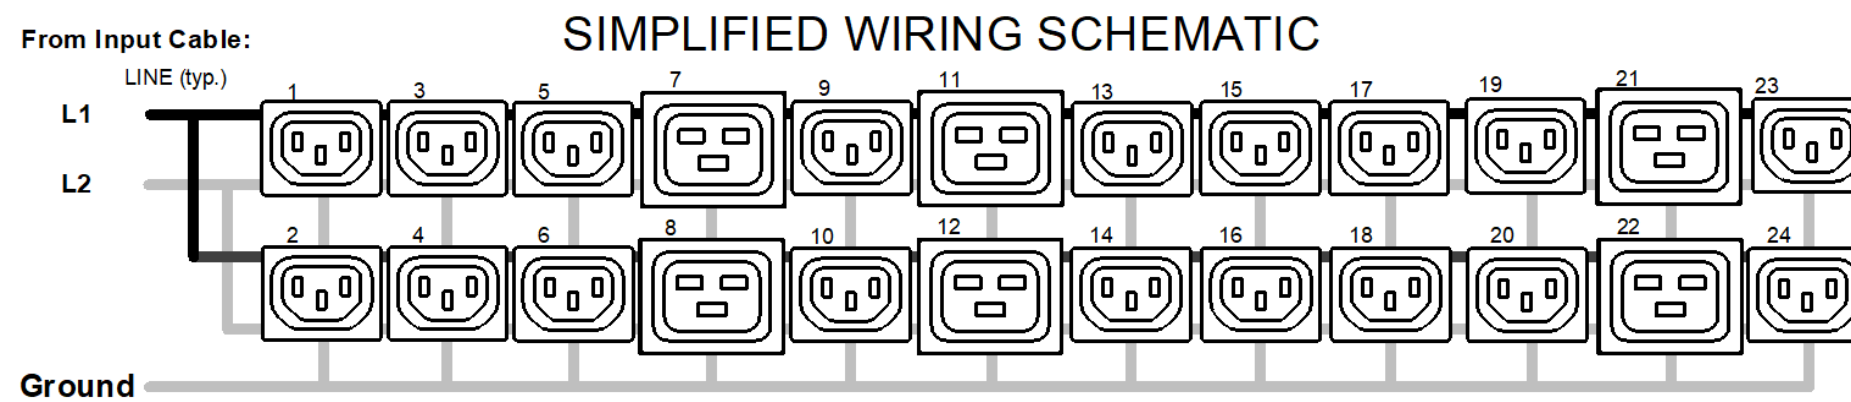 SIMPLIFIED WIRING SCHEMATIC
From Input Cable:
LINE (typ.)
1 3 5 7 9 11 13 15 17 19 21 23
L1
L2
2 4 6 8 10 12 14 16 18 20 22 24
Ground